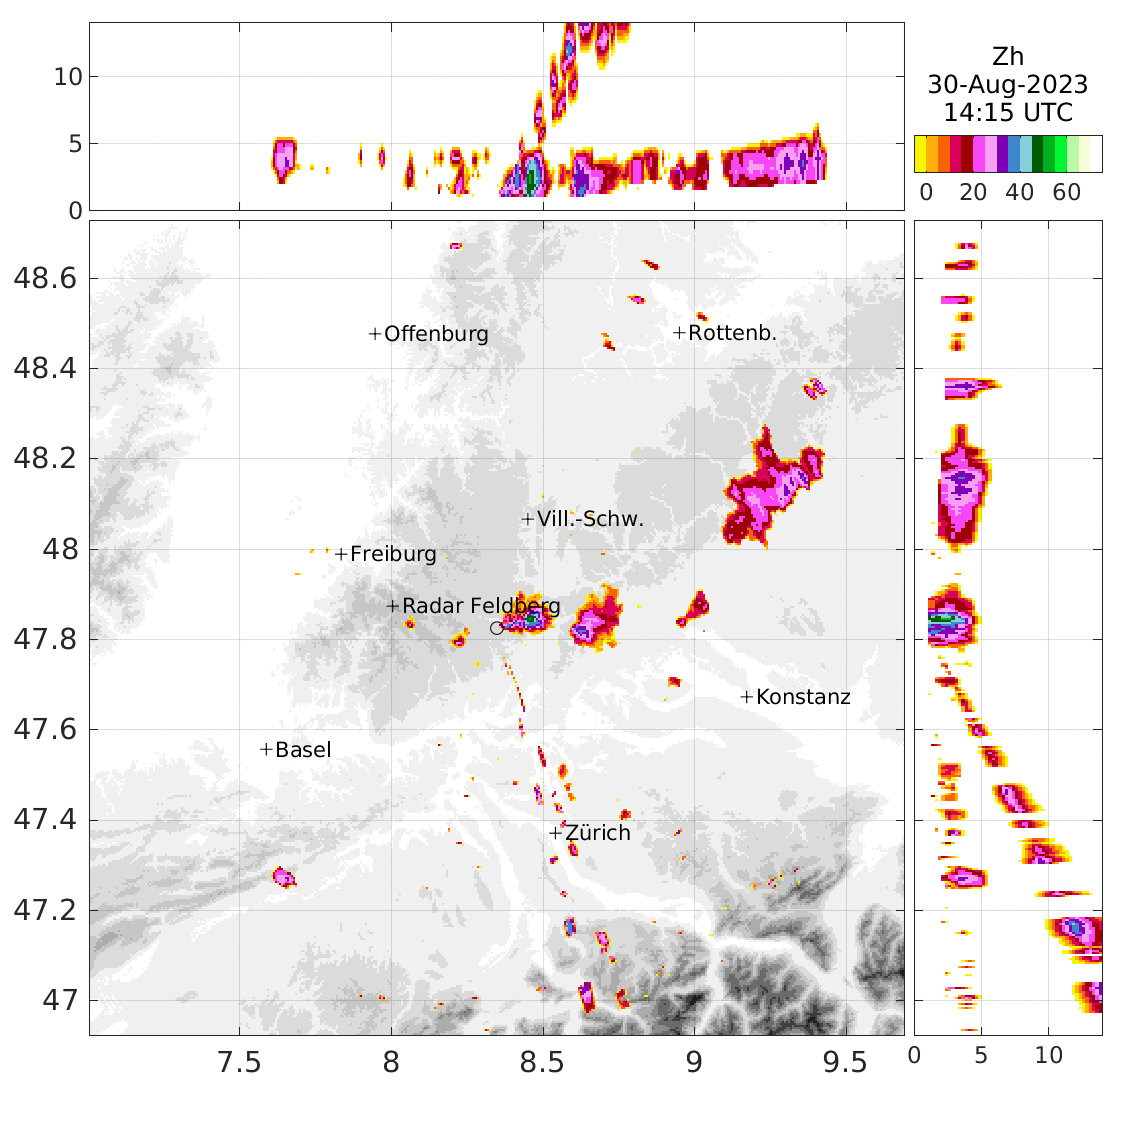 10
5
0
Zh
30-Aug-2023
14:15 UTC
0 20 40 60
48.6
48.4
48.2
48
47.8
47.6
47.4
47.2
47
+Offenburg
+Rottenb.
+Vill.-Schw.
+Freiburg
+Radar Feldberg
+Konstanz
+Basel
+Zürich
7.5 8 8.5 9 9.5
0 5 10